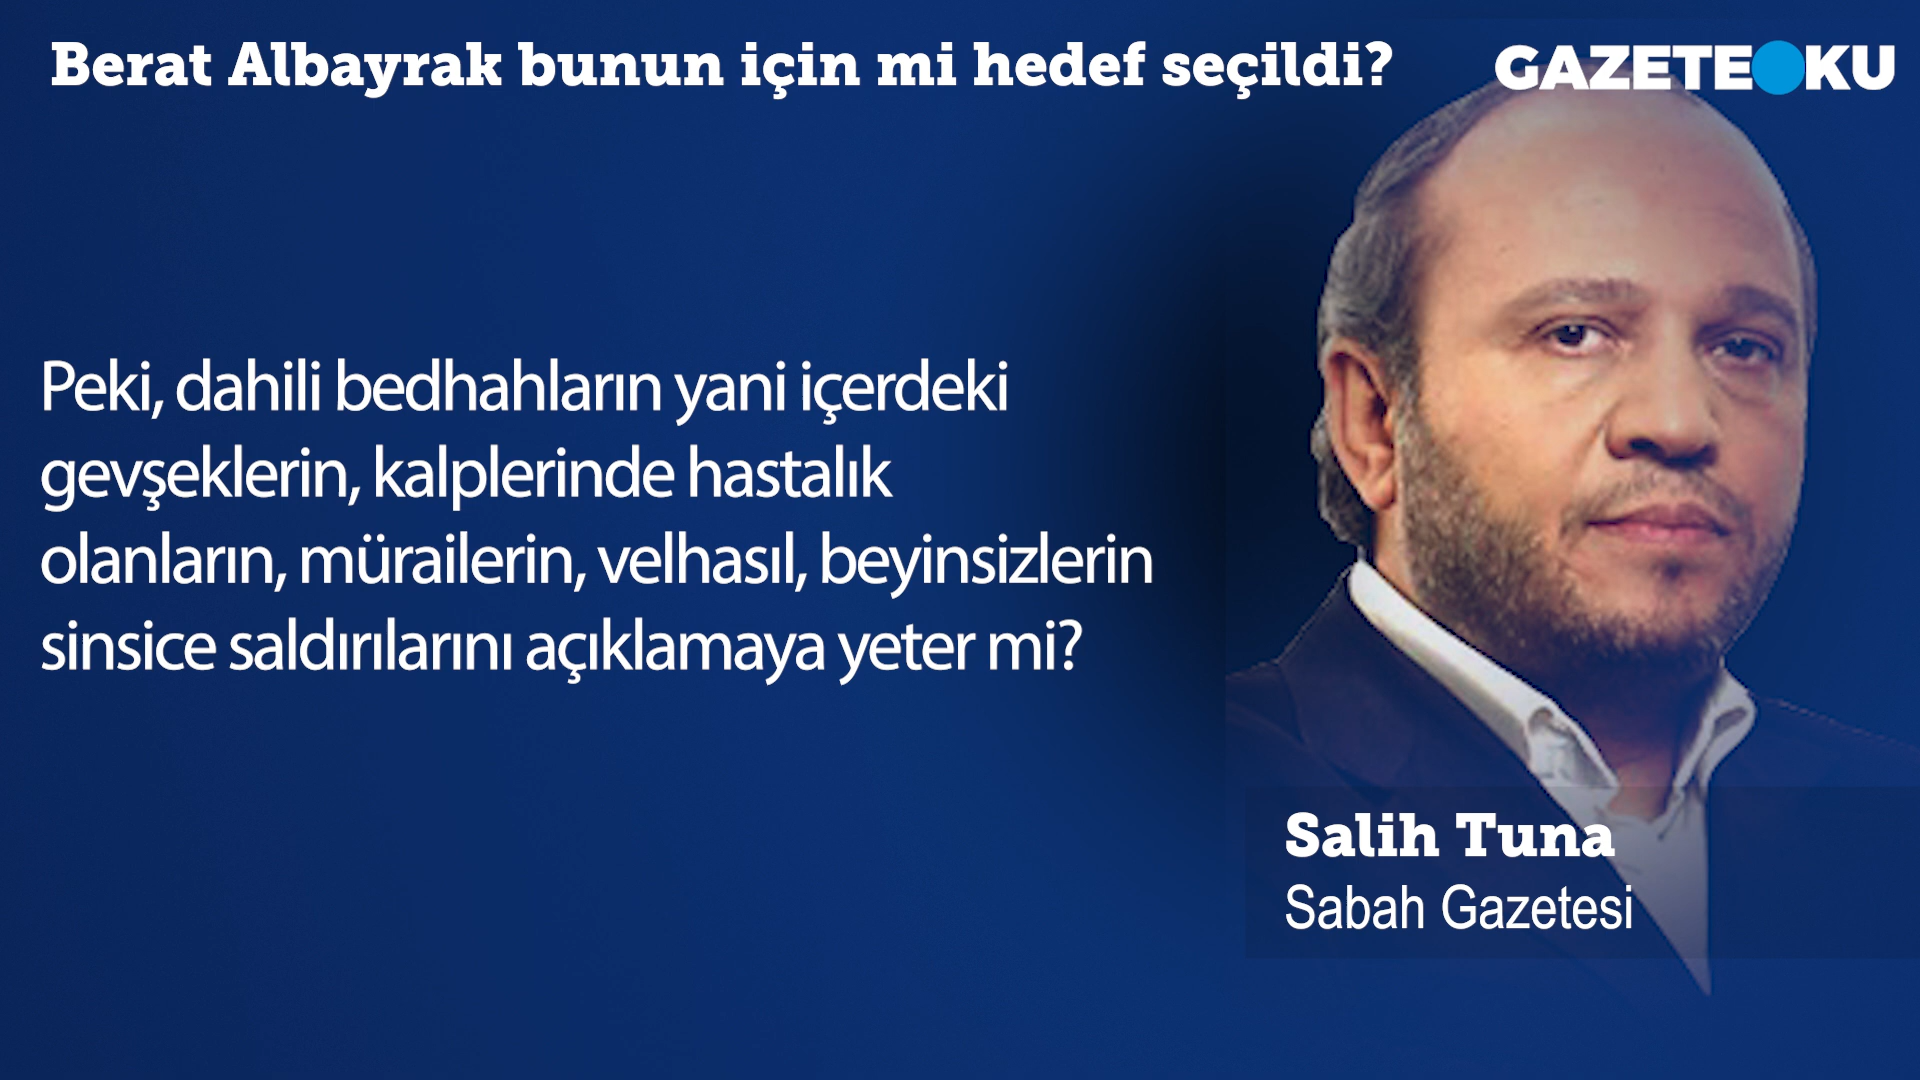 Berat Albayrak bunun için mi hedef seçildi?
GAZETEOKU
Peki, dahili bedhahların yani içerdeki
gevşeklerin, kalplerinde hastalık
olanların, mürailerin, velhasıl, beyinsizlerin
sinsice saldırılarını açıklamaya yeter mi?
Salih Tuna
Sabah Gazetesi